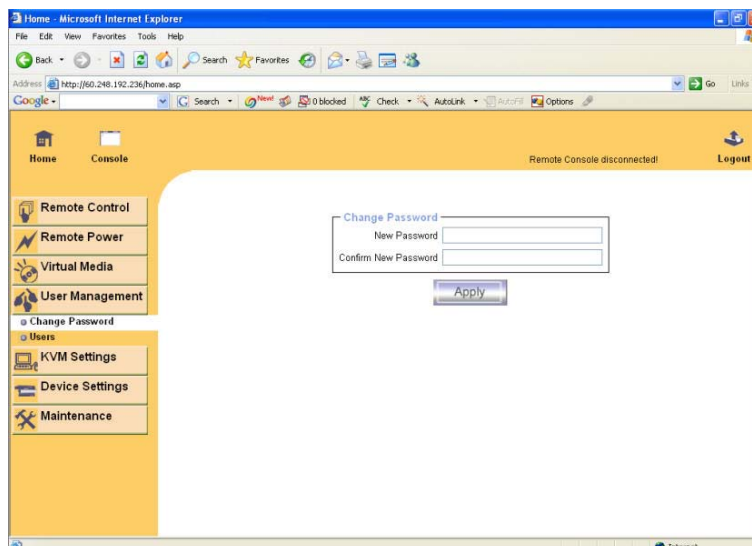 Home - Microsoft Internet Explorer
File Edit View Favorites Tools Help
Back Search Favorites
Address http://60.248.192.236/home.asp Go Links
Google Search New! 0 blocked ABC Check AutoLink AutoFill Options
Home Console Remote Console disconnected! Logout
Remote Control
Remote Power
Virtual Media
User Management
Change Password
Users
KVM Settings
Device Settings
Maintenance
Change Password
New Password
Confirm New Password
Apply